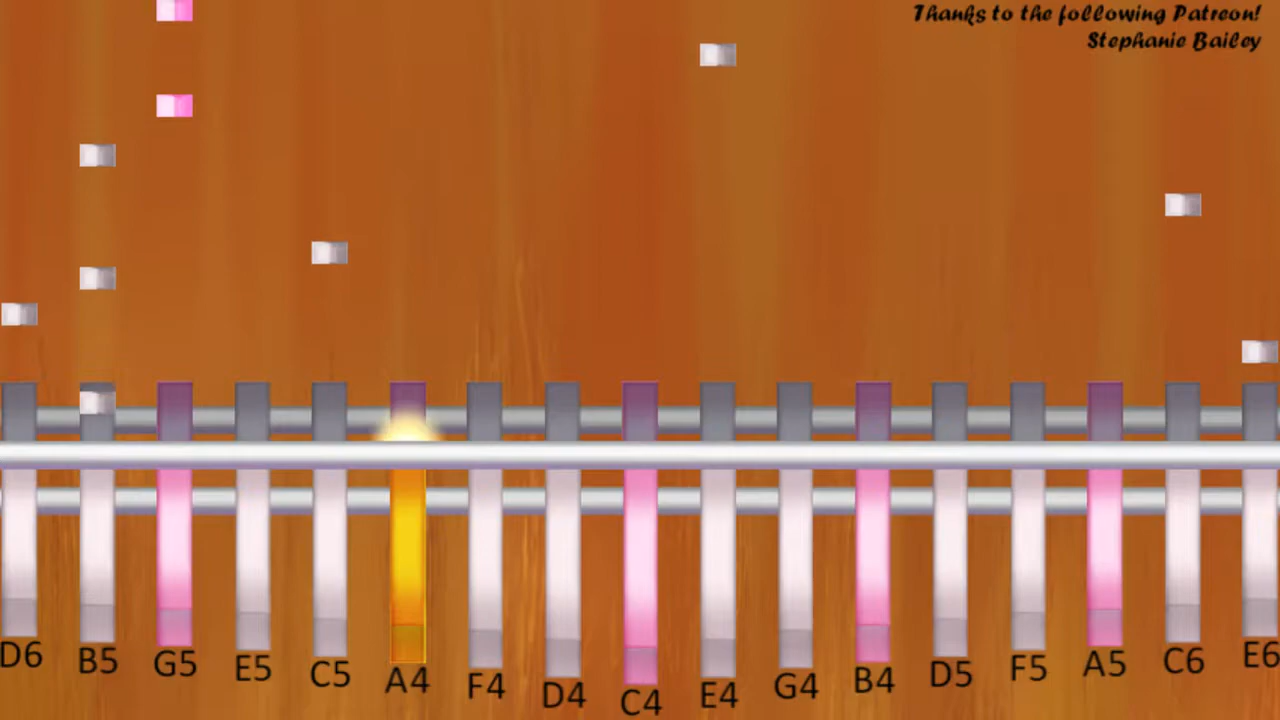 Thanks to the following Patreon!
Stephanie Bailey
D6 B5 G5 E5 C5 A4 F4 D4 C4 E4 G4 B4 D5 F5 A5 C6 E6